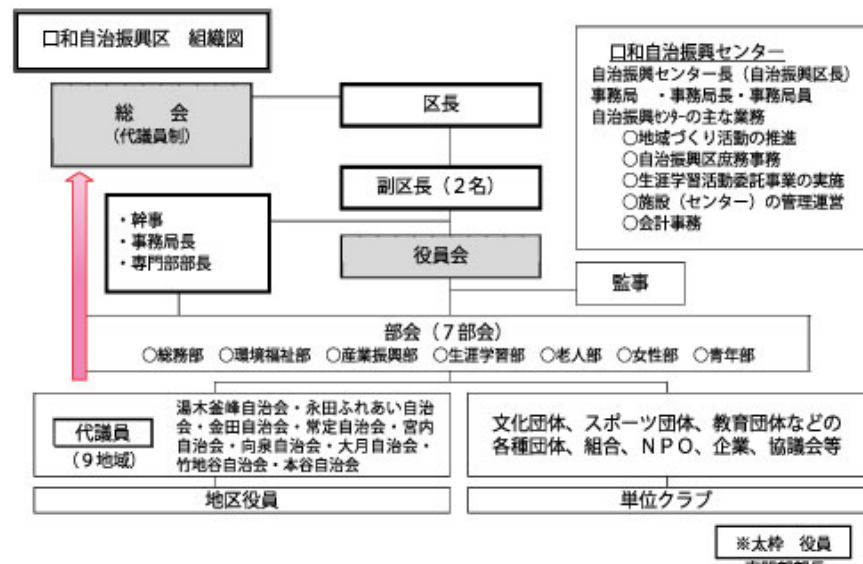 口和自治振興区 組織図
総 会
(代議員制)
区長
副区長（２名）
・幹事
・事務局長
・専門部部長
役員会
監事
口和自治振興センター
自治振興センター長（自治振興区長）
事務局 ・事務局長・事務局員
自治振興ｾﾝﾀｰの主な業務
○地域づくり活動の推進
○自治振興区庶務事務
○生涯学習活動委託事業の実施
○施設（センター）の管理運営
○会計事務
部会（７部会）
○総務部 ○環境福祉部 ○産業振興部 ○生涯学習部 ○老人部 ○女性部 ○青年部
代議員
(９地域)
湯木釜峰自治会・永田ふれあい自治
会・金田自治会・常定自治会・宮内
自治会・向泉自治会・大月自治会・
竹地谷自治会・本谷自治会
地区役員
文化団体、スポーツ団体、教育団体などの
各種団体、組合、ＮＰＯ、企業、協議会等
単位クラブ
※太枠 役員